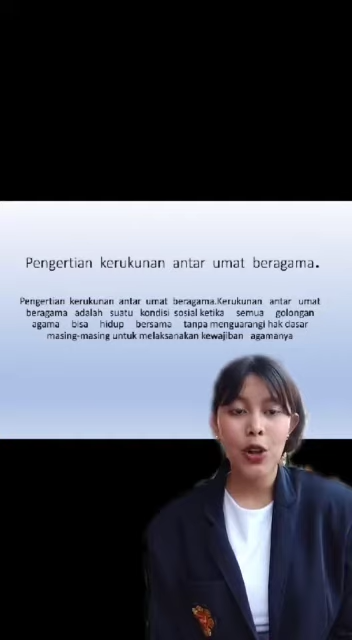 Pengertian kerukunan antar umat beragama.
Pengertian kerukunan antar umat beragama.Kerukunan antar umat
beragama adalah suatu kondisi sosial ketika semua golongan
agama bisa hidup bersama tanpa menguarangi hak dasar
masing-masing untuk melaksanakan kewajiban agamanya